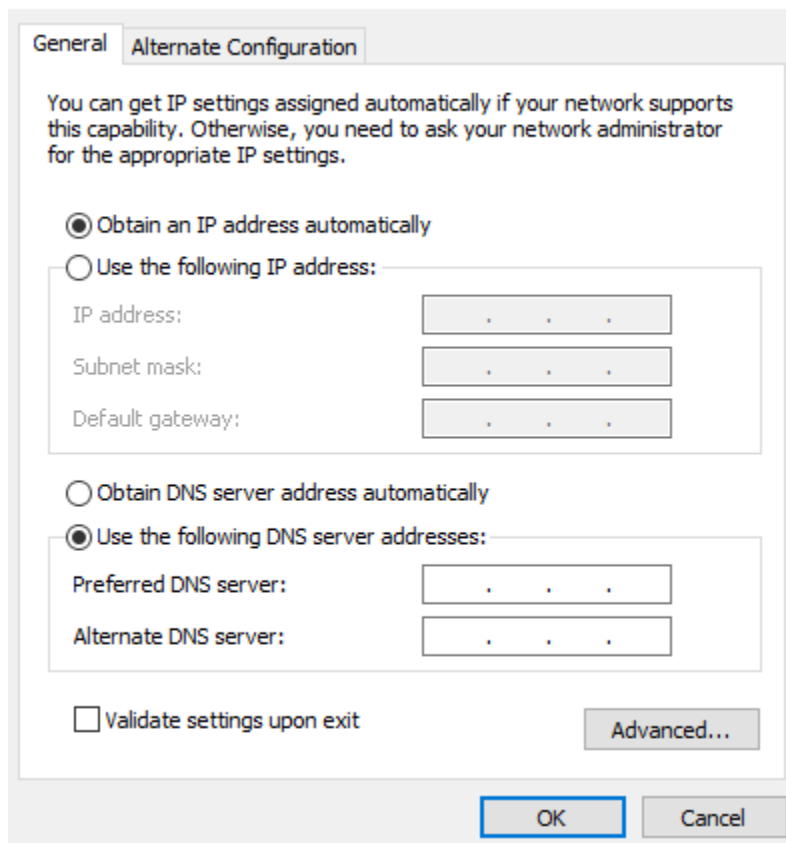 General
Alternate Configuration
You can get IP settings assigned automatically if your network supports
this capability. Otherwise, you need to ask your network administrator
for the appropriate IP settings.
Obtain an IP address automatically
Use the following IP address:
IP address:
. . .
Subnet mask:
. . .
Default gateway:
. . .
Obtain DNS server address automatically
Use the following DNS server addresses:
Preferred DNS server:
. . .
Alternate DNS server:
. . .
Validate settings upon exit
Advanced...
OK
Cancel